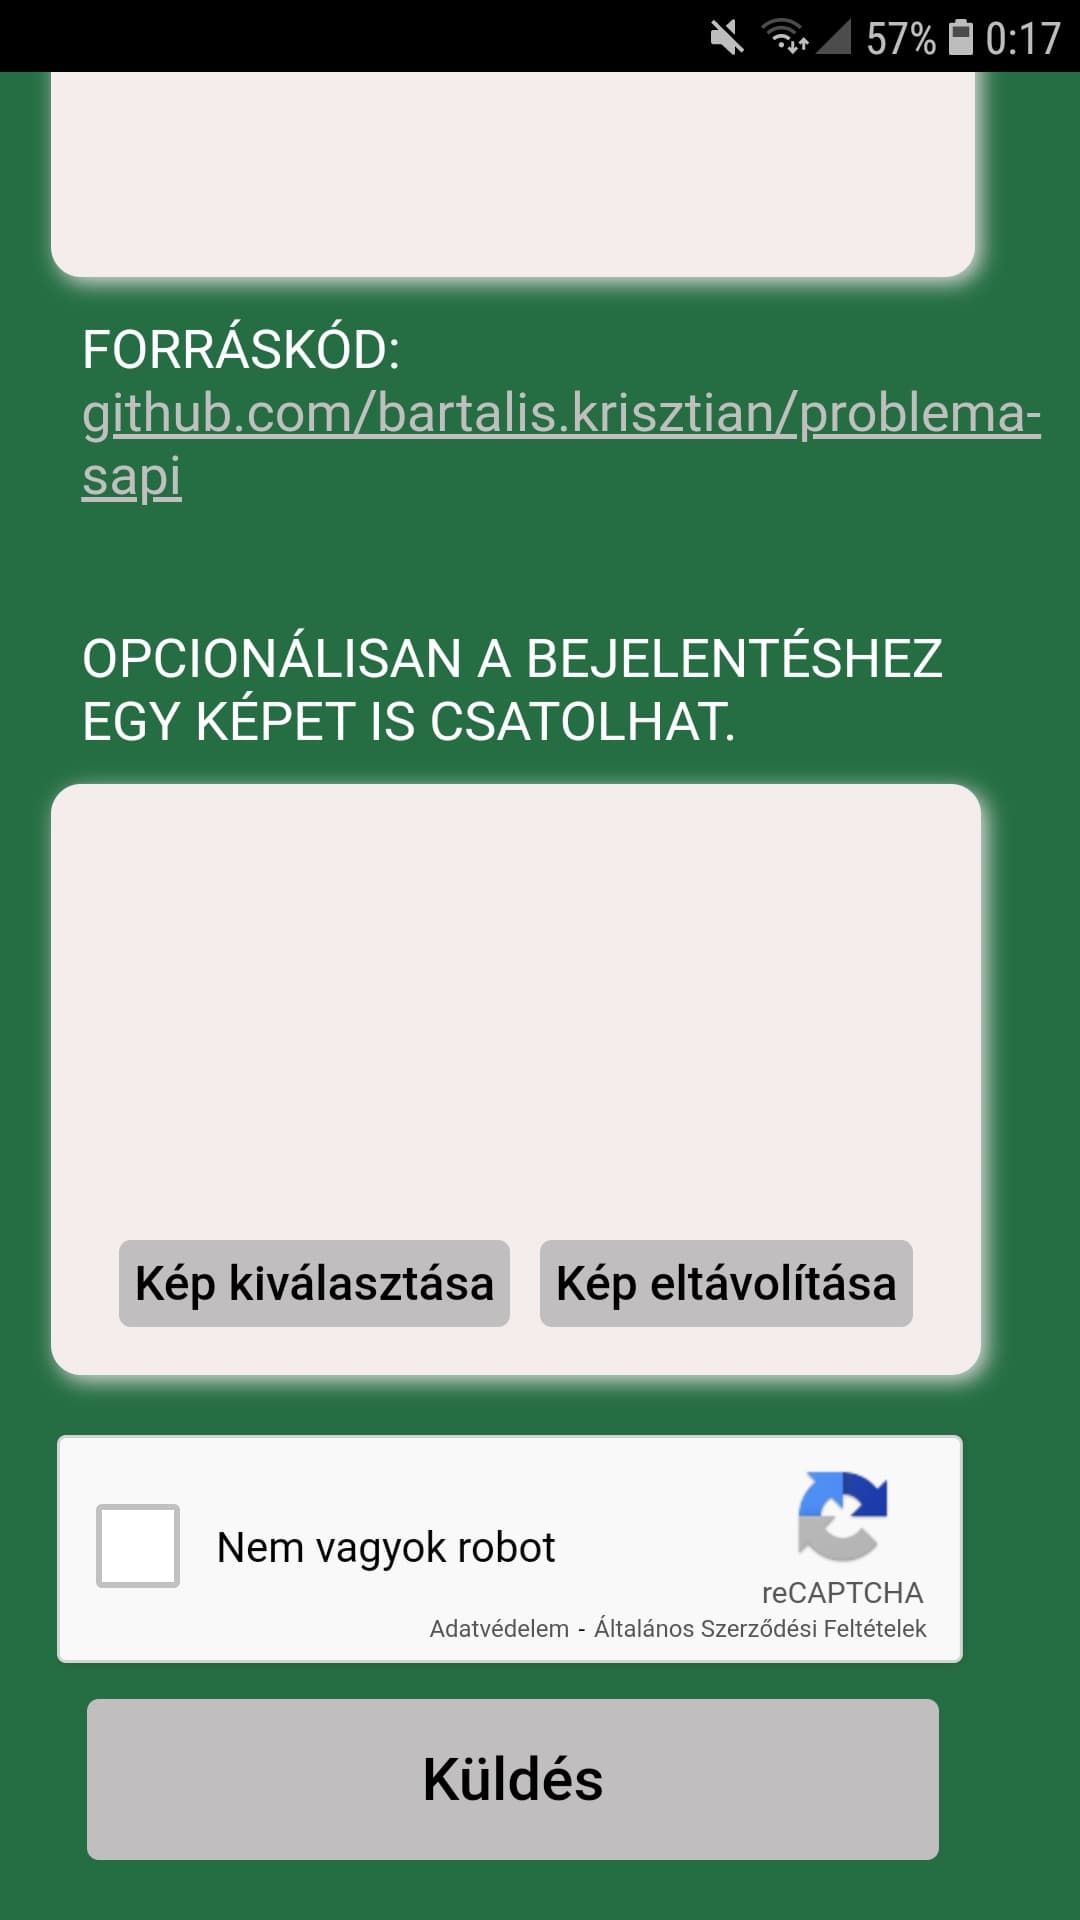 57% 0:17
FORRÁSKÓD:
github.com/bartalis.krisztian/problema-
sapi
OPCIONÁLISAN A BEJELENTÉSHEZ
EGY KÉPET IS CSATOLHAT.
Kép kiválasztása Kép eltávolítása
Nem vagyok robot
reCAPTCHA
Adatvédelem - Általános Szerződési Feltételek
Küldés